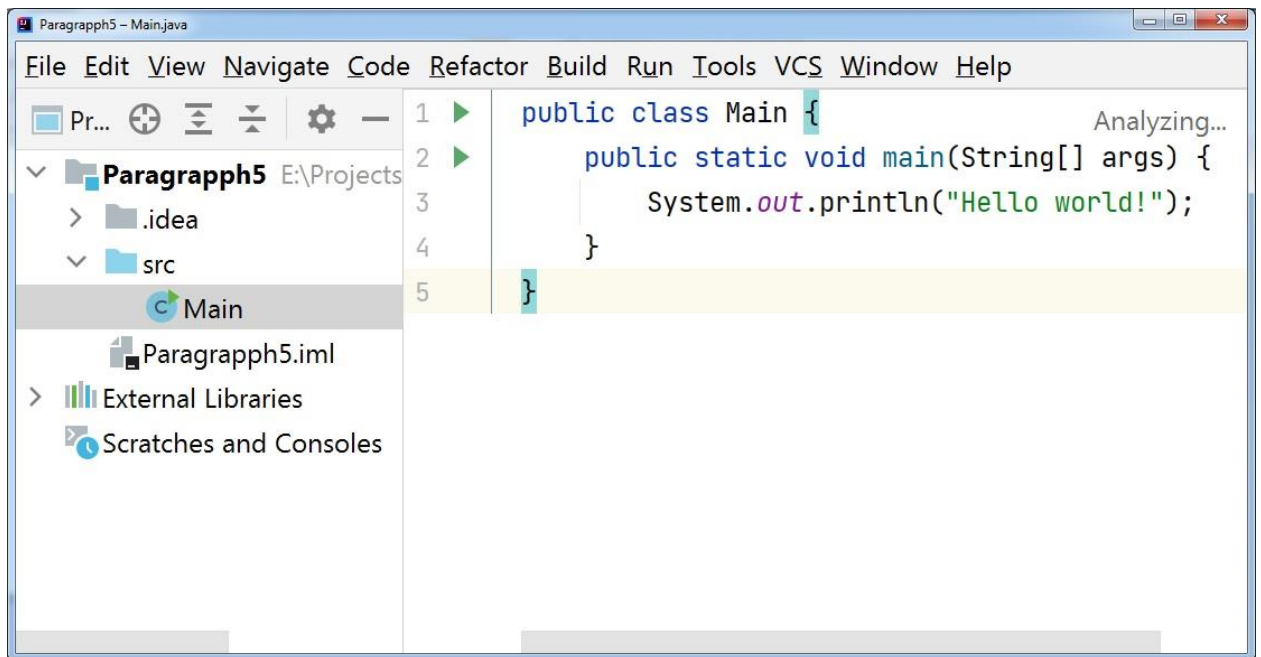 Paragrapph5 – Main.java
File Edit View Navigate Code Refactor Build Run Tools VCS Window Help
Pr...
Analyzing...
Paragrapph5 E:\Projects
.idea
src
Main
Paragrapph5.iml
External Libraries
Scratches and Consoles
1 public class Main {
2 public static void main(String[] args) {
3 System.out.println("Hello world!");
4 }
5 }